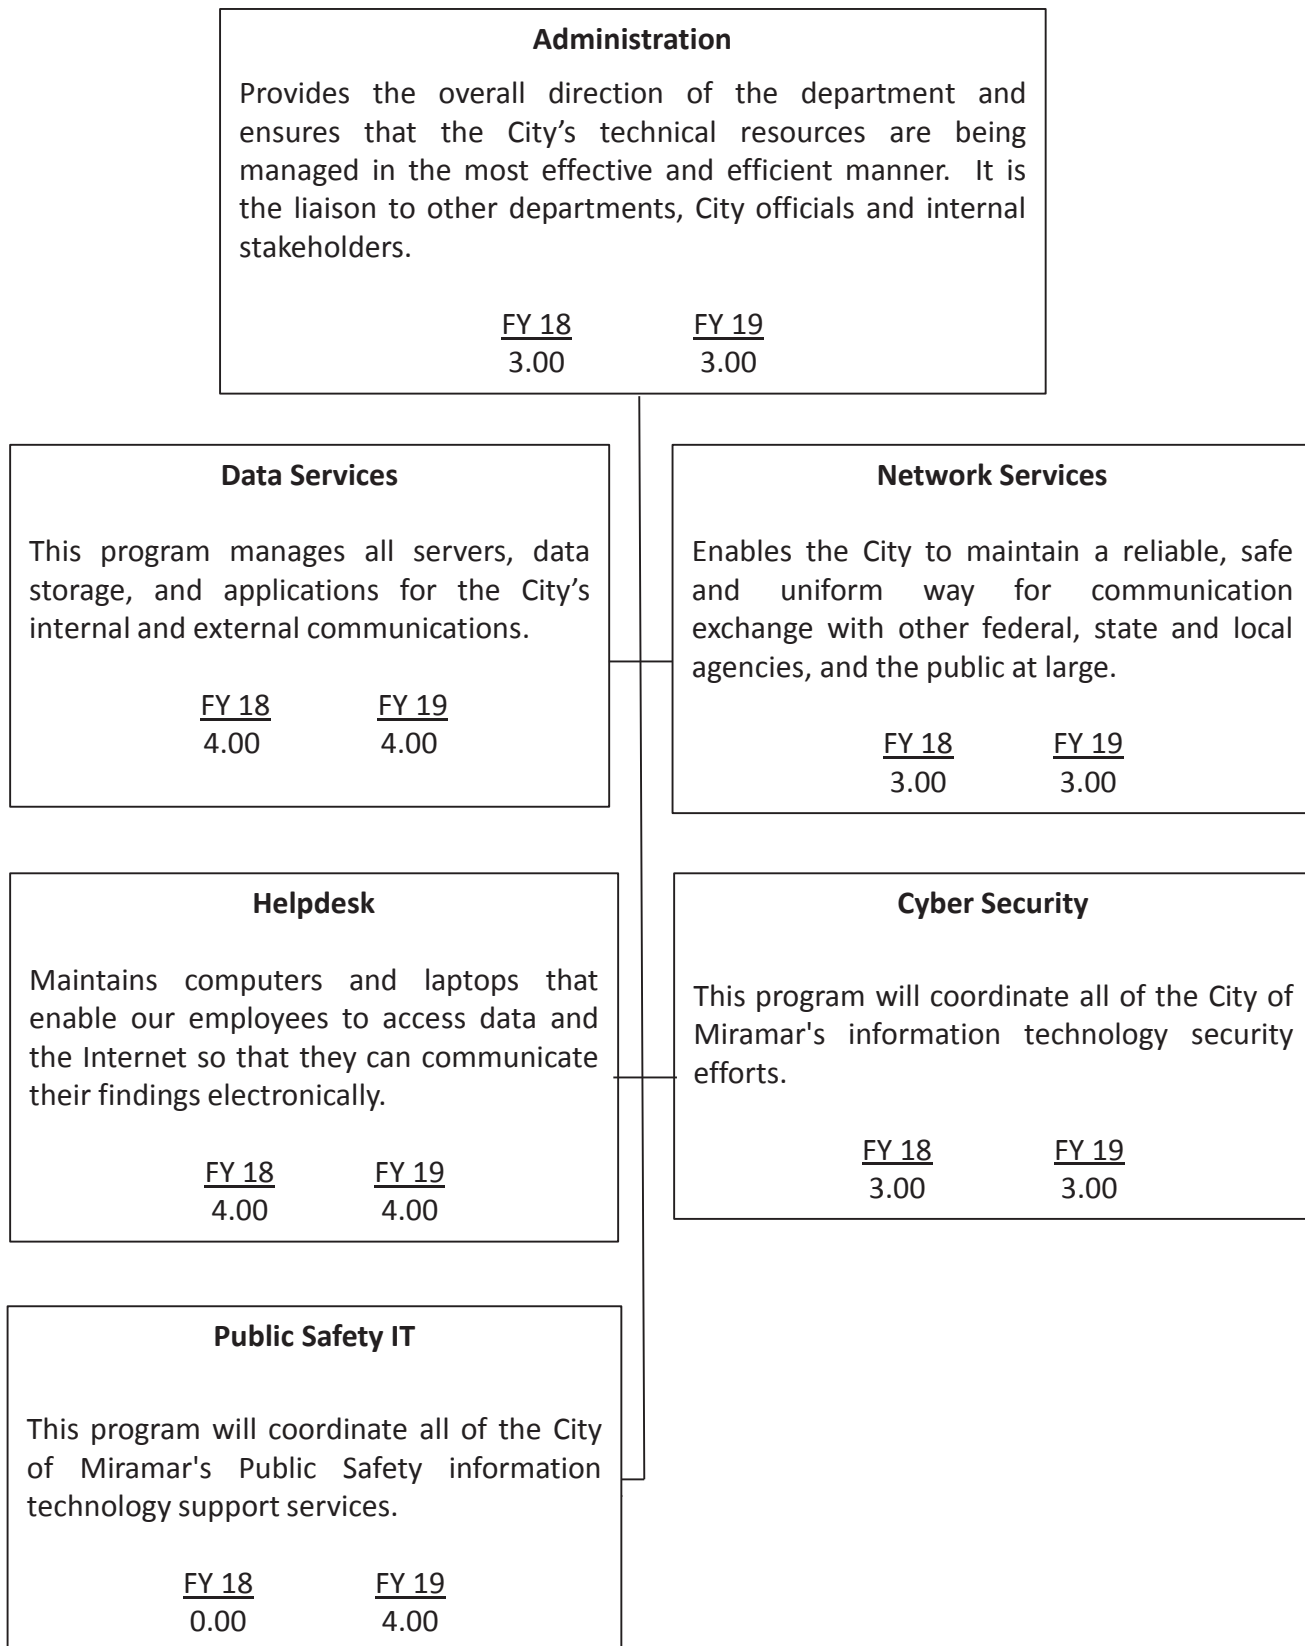 Administration
Provides the overall direction of the department and
ensures that the City’s technical resources are being
managed in the most effective and efficient manner. It is
the liaison to other departments, City officials and internal
stakeholders.
FY 18 FY 19
3.00 3.00
Data Services
This program manages all servers, data
storage, and applications for the City’s
internal and external communications.
FY 18 FY 19
4.00 4.00
Network Services
Enables the City to maintain a reliable, safe
and uniform way for communication
exchange with other federal, state and local
agencies, and the public at large.
FY 18 FY 19
3.00 3.00
Helpdesk
Maintains computers and laptops that
enable our employees to access data and
the Internet so that they can communicate
their findings electronically.
FY 18 FY 19
4.00 4.00
Cyber Security
This program will coordinate all of the City of
Miramar's information technology security
efforts.
FY 18 FY 19
3.00 3.00
Public Safety IT
This program will coordinate all of the City
of Miramar's Public Safety information
technology support services.
FY 18 FY 19
0.00 4.00